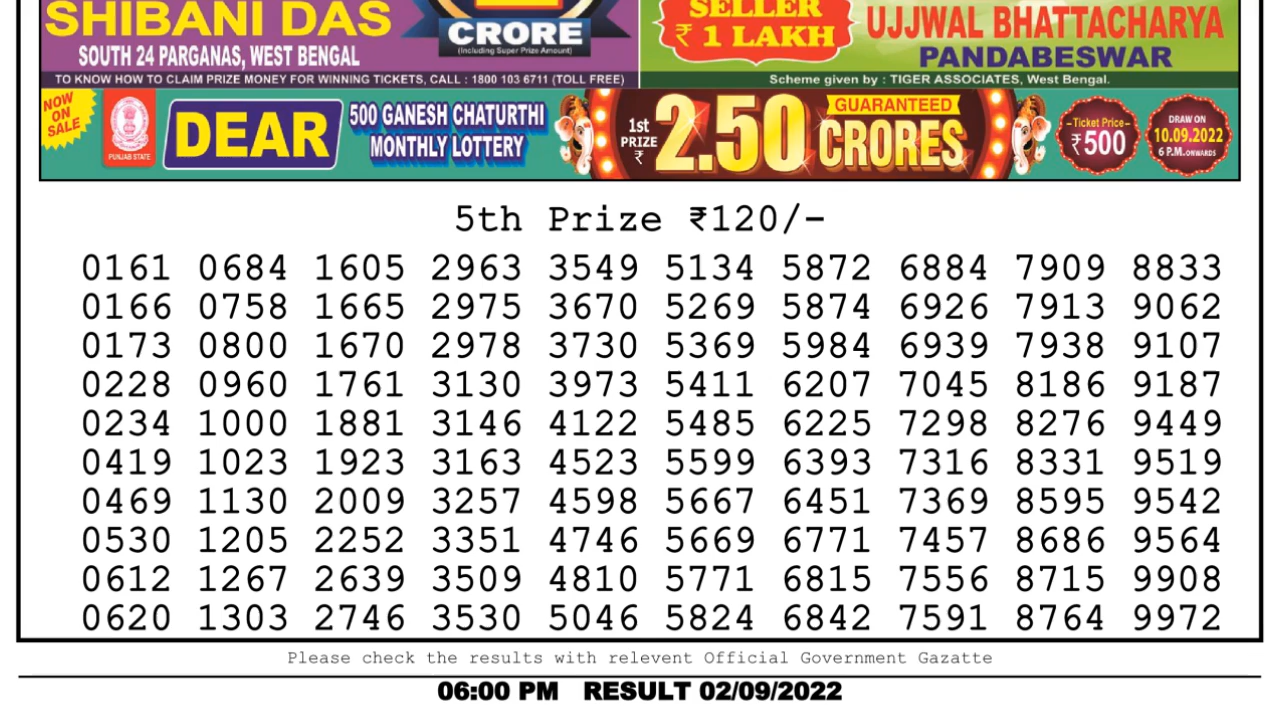 SHIBANI DAS
SOUTH 24 PARGANAS, WEST BENGAL
CRORE
(Including Super Prize Amount)
SELLER
₹ 1 LAKH
UJJWAL BHATTACHARYA
PANDABESWAR
TO KNOW HOW TO CLAIM PRIZE MONEY FOR WINNING TICKETS, CALL : 1800 103 6711 (TOLL FREE)
Scheme given by : TIGER ASSOCIATES, West Bengal.
NOW
ON
SALE
PUNJAB STATE
DEAR
500 GANESH CHATURTHI
MONTHLY LOTTERY
1st
PRIZE
₹
2.50
GUARANTEED
CRORES
Ticket Price
₹500
DRAW ON
10.09.2022
6 P.M. ONWARDS
5th Prize ₹120/-
0161 0684 1605 2963 3549 5134 5872 6884 7909 8833
0166 0758 1665 2975 3670 5269 5874 6926 7913 9062
0173 0800 1670 2978 3730 5369 5984 6939 7938 9107
0228 0960 1761 3130 3973 5411 6207 7045 8186 9187
0234 1000 1881 3146 4122 5485 6225 7298 8276 9449
0419 1023 1923 3163 4523 5599 6393 7316 8331 9519
0469 1130 2009 3257 4598 5667 6451 7369 8595 9542
0530 1205 2252 3351 4746 5669 6771 7457 8686 9564
0612 1267 2639 3509 4810 5771 6815 7556 8715 9908
0620 1303 2746 3530 5046 5824 6842 7591 8764 9972
Please check the results with relevent Official Government Gazatte
06:00 PM RESULT 02/09/2022